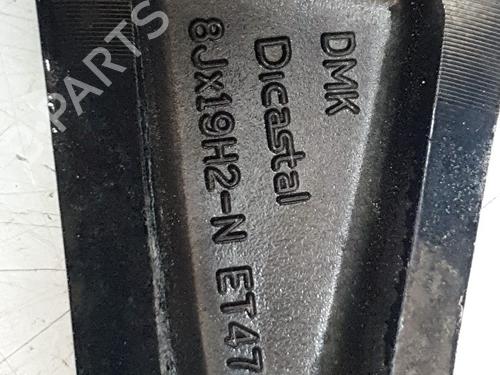 DMK
Dicastal
8Jx19H2-N ET47
B-PARTS